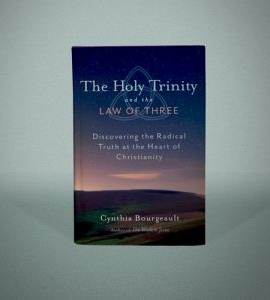 The Holy Trinity
and the
LAW OF THREE
Discovering the Radical
Truth at the Heart of
Christianity
Cynthia Bourgeault
Author of The Wisdom Jesus